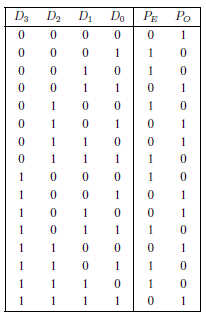 D₃ D₂ D₁ D₀ P_E P_O
0 0 0 0 0 1
0 0 0 1 1 0
0 0 1 0 1 0
0 0 1 1 0 1
0 1 0 0 1 0
0 1 0 1 0 1
0 1 1 0 0 1
0 1 1 1 1 0
1 0 0 0 1 0
1 0 0 1 0 1
1 0 1 0 0 1
1 0 1 1 1 0
1 1 0 0 0 1
1 1 0 1 1 0
1 1 1 0 1 0
1 1 1 1 0 1